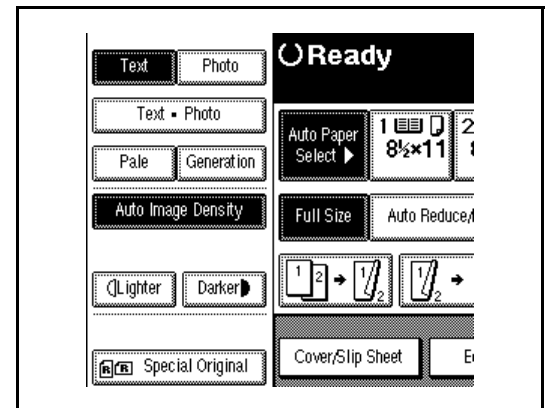 Text Photo
Text • Photo
Pale Generation
Auto Image Density
Lighter Darker
Special Original
Ready
Auto Paper
Select
1
8½×11
2
Full Size Auto Reduce/
1 2 1 2 1 2
Cover/Slip Sheet